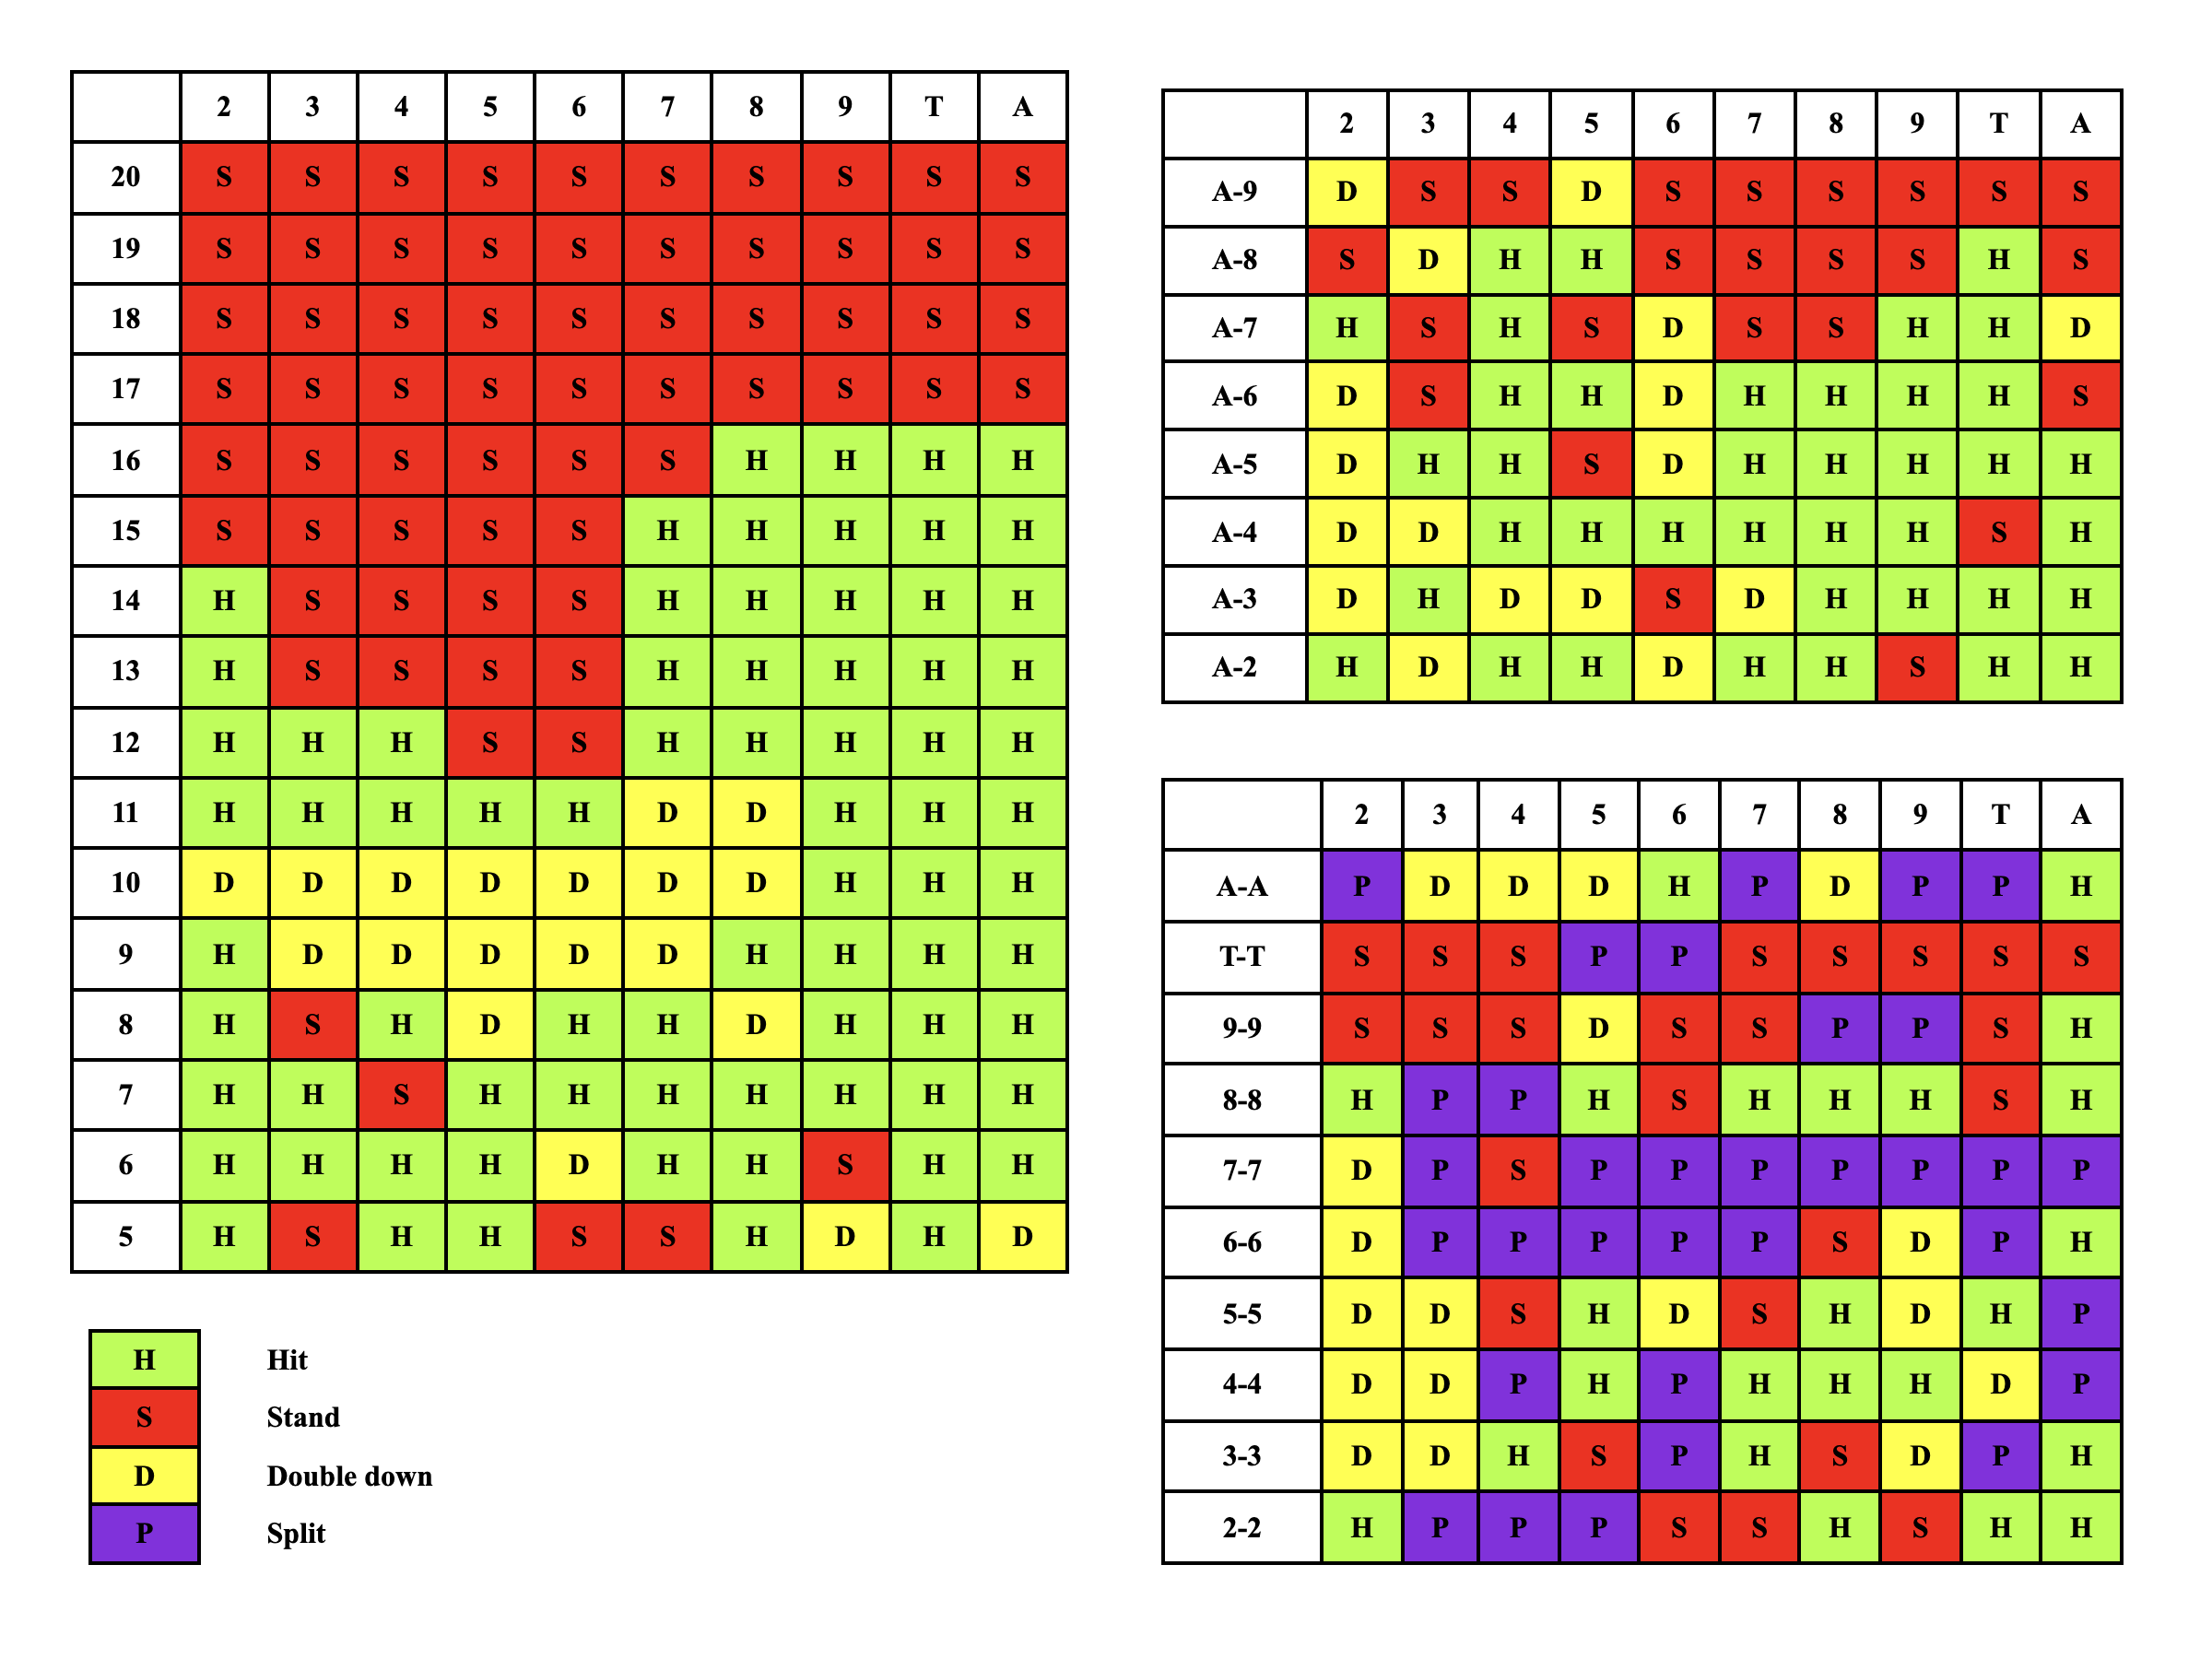 2 3 4 5 6 7 8 9 T A
20 S S S S S S S S S S
19 S S S S S S S S S S
18 S S S S S S S S S S
17 S S S S S S S S S S
16 S S S S S S H H H H
15 S S S S S H H H H H
14 H S S S S H H H H H
13 H S S S S H H H H H
12 H H H S S H H H H H
11 H H H H H D D H H H
10 D D D D D D D H H H
9 H D D D D D H H H H
8 H S H D H H D H H H
7 H H S H H H H H H H
6 H H H H D H H S H H
5 H S H H S S H D H D
H Hit
S Stand
D Double down
P Split
2 3 4 5 6 7 8 9 T A
A-9 D S S D S S S S S S
A-8 S D H H S S S S H S
A-7 H S H S D S S H H D
A-6 D S H H D H H H H S
A-5 D H H S D H H H H H
A-4 D D H H H H H H S H
A-3 D H D D S D H H H H
A-2 H D H H D H H S H H
2 3 4 5 6 7 8 9 T A
A-A P D D D H P D P P H
T-T S S S P P S S S S S
9-9 S S S D S S P P S H
8-8 H P P H S H H H S H
7-7 D P S P P P P P P P
6-6 D P P P P P S D P H
5-5 D D S H D S H D H P
4-4 D D P H P H H H D P
3-3 D D H S P H S D P H
2-2 H P P P S S H S H H